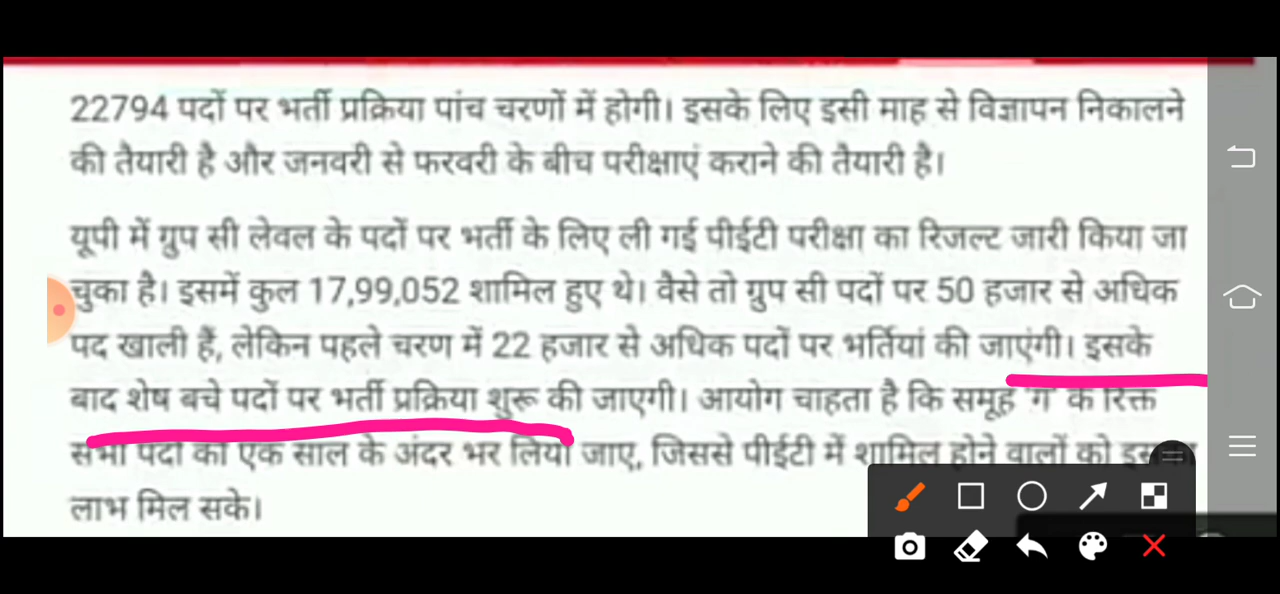 22794 पदों पर भर्ती प्रक्रिया पांच चरणों में होगी। इसके लिए इसी माह से विज्ञापन निकालने
की तैयारी है और जनवरी से फरवरी के बीच परीक्षाएं कराने की तैयारी है।
यूपी में ग्रुप सी लेवल के पदों पर भर्ती के लिए ली गई पीईटी परीक्षा का रिजल्ट जारी किया जा
चुका है। इसमें कुल 17,99,052 शामिल हुए थे। वैसे तो ग्रुप सी पदों पर 50 हजार से अधिक
पद खाली हैं, लेकिन पहले चरण में 22 हजार से अधिक पदों पर भर्तियां की जाएंगी। इसके
बाद शेष बचे पदों पर भर्ती प्रक्रिया शुरू की जाएगी। आयोग चाहता है कि समूह 'ग' के रिक्त
सभी पदों को एक साल के अंदर भर लिया जाए, जिससे पीईटी में शामिल होने वालों को इसका
लाभ मिल सके।